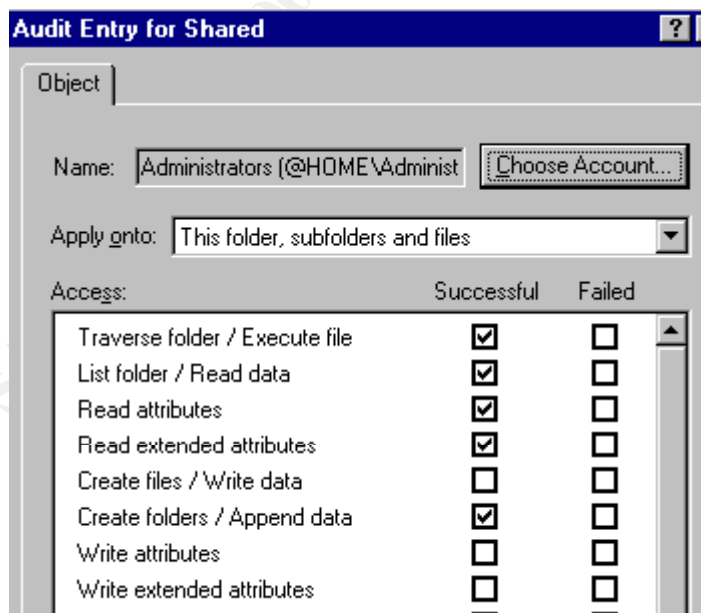 Audit Entry for Shared ?
Object
Name: Administrators (@HOME\Administ Choose Account...
Apply onto: This folder, subfolders and files
Access: Successful Failed
Traverse folder / Execute file
List folder / Read data
Read attributes
Read extended attributes
Create files / Write data
Create folders / Append data
Write attributes
Write extended attributes